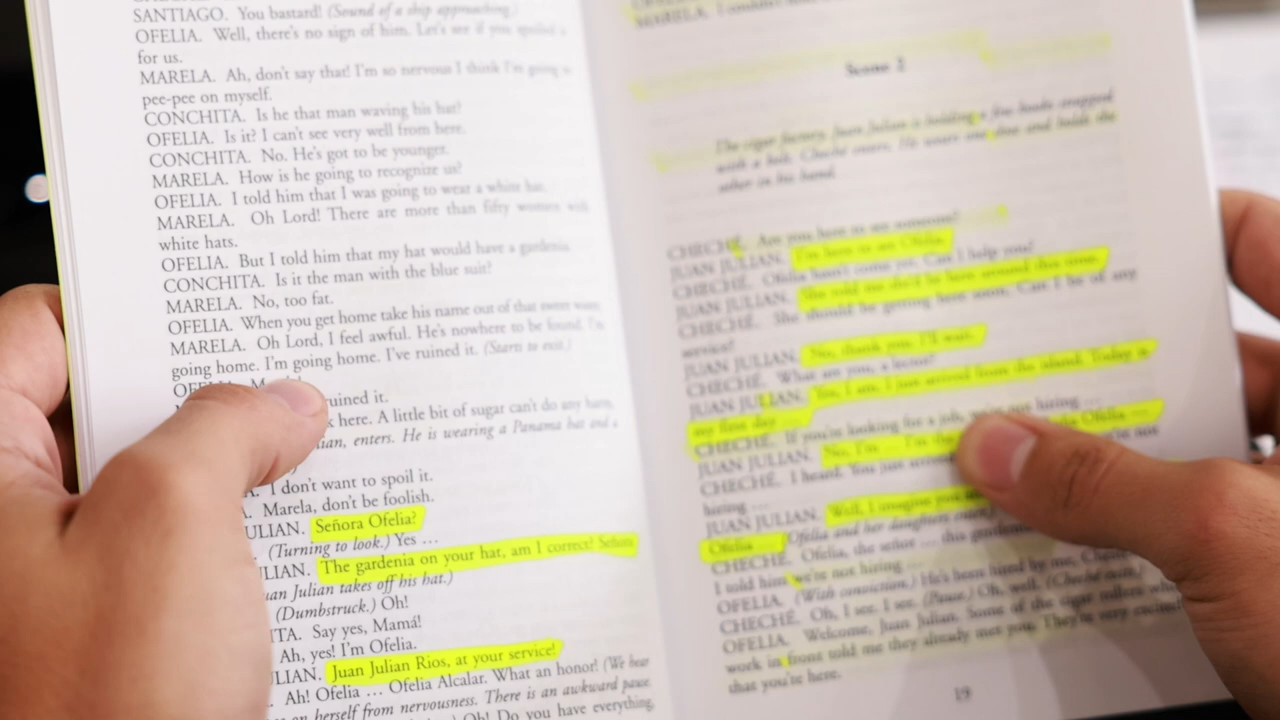 SANTIAGO. You bastard! (Sound of a ship approaching.)
OFELIA. Well, there's no sign of him. Let's see if you spoiled it
for us.
MARELA. Ah, don't say that! I'm so nervous I think I'm going to
pee-pee on myself.
CONCHITA. Is he that man waving his hat?
OFELIA. Is it? I can't see very well from here.
CONCHITA. No. He's got to be younger.
MARELA. How is he going to recognize us?
OFELIA. I told him that I was going to wear a white hat.
MARELA. Oh Lord! There are more than fifty women with
white hats.
OFELIA. But I told him that my hat would have a gardenia.
CONCHITA. Is it the man with the blue suit?
MARELA. No, too fat.
OFELIA. When you get home take his name out of that sweet water.
MARELA. Oh Lord, I feel awful. He's nowhere to be found. I'm
going home. I'm going home. I've ruined it. (Starts to exit.)
ruined it.
here. A little bit of sugar can't do any harm.
enters. He is wearing a Panama hat and a
I don't want to spoil it.
Marela, don't be foolish.
ULIAN. Señora Ofelia?
(Turning to look.) Yes ...
LIAN. The gardenia on your hat, am I correct! Señora
uan Julian takes off his hat.)
(Dumbstruck.) Oh!
ITA. Say yes, Mamá!
Ah, yes! I'm Ofelia.
LIAN. Juan Julian Rios, at your service!
Ah! Ofelia ... Ofelia Alcalar. What an honor! (We hear
on herself from nervousness. There is an awkward pause
Oh! Do you have everything,
Scene 2
The cigar factory. Juan Julian is holding a few books strapped
with a belt. Cheché enters. He wears one shoe and holds the
other in his hand.
CHECHÉ. Are you here to see someone?
JUAN JULIAN. I'm here to see Ofelia.
CHECHÉ. Ofelia hasn't come yet. Can I help you?
JUAN JULIAN. She told me she'd be here around this time.
CHECHÉ. She should be getting here soon. Can I be of any
service?
JUAN JULIAN. No, thank you. I'll wait.
CHECHÉ. What are you, a lector?
JUAN JULIAN. Yes, I am. I just arrived from the island. Today is
my first day
CHECHÉ. If you're looking for a job, we're not hiring ...
JUAN JULIAN. No, I'm ... I'm the Ofelia —
CHECHÉ. I heard. You just not
hiring
JUAN JULIAN. Well, I imagine you
Ofelia ... (Ofelia and her daughters
CHECHÉ. Ofelia, the what ... this gentleman
I told him we're not hiring
OFELIA. (With conviction.) He's been hired by me, Cheché.
CHECHÉ. Oh, I see. I see. (Pause.) Oh, well.
OFELIA. Welcome, Juan Julian. Some of the cigar rollers who
work in front told me they already met you. They're very excited
that you're here.
19